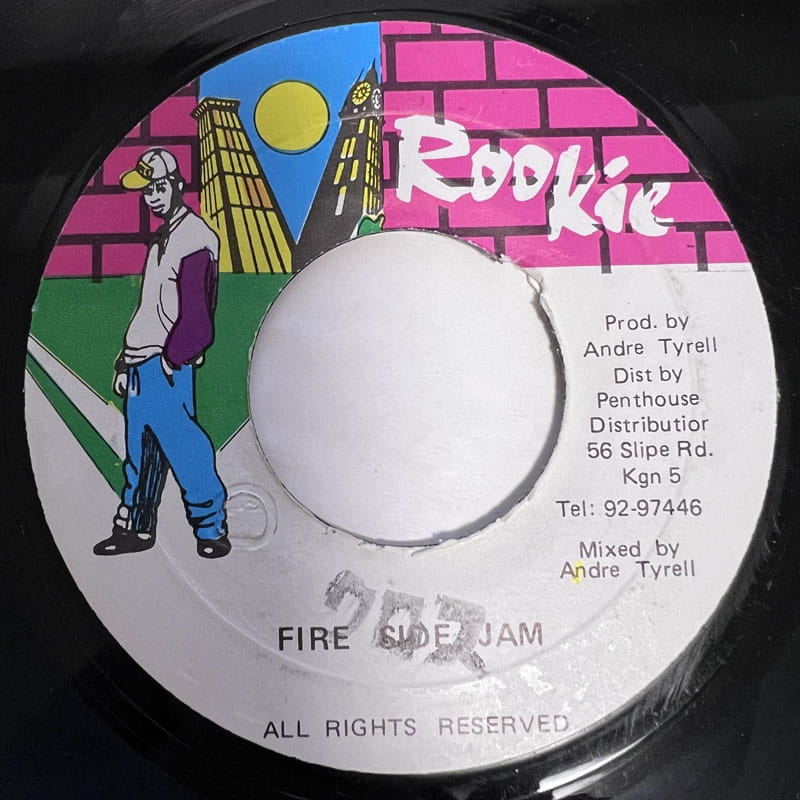 Rookie
Prod. by
Andre Tyrell
Dist by
Penthouse
Distributior
56 Slipe Rd.
Kgn 5
Tel: 92-97446
Mixed by
Andre Tyrell
クロス
FIRE SIDE JAM
ALL RIGHTS RESERVED